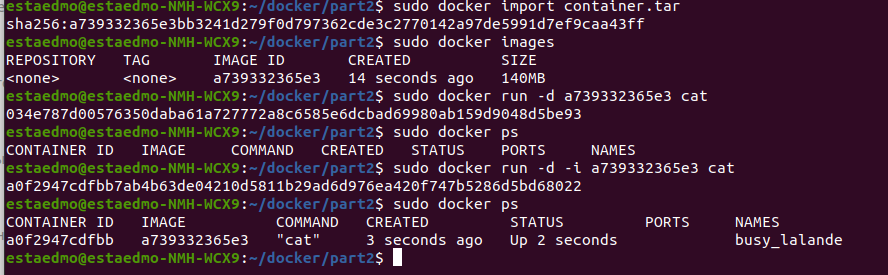 estaedmo@estaedmo-NMH-WCX9:~/docker/part2$ sudo docker import container.tar
sha256:a739332365e3bb3241d279f0d797362cde3c2770142a97de5991d7ef9caa43ff
estaedmo@estaedmo-NMH-WCX9:~/docker/part2$ sudo docker images
REPOSITORY   TAG       IMAGE ID       CREATED          SIZE
<none>       <none>    a739332365e3   14 seconds ago   140MB
estaedmo@estaedmo-NMH-WCX9:~/docker/part2$ sudo docker run -d a739332365e3 cat
034e787d00576350daba61a727772a8c6585e6dcbad69980ab159d9048d5be93
estaedmo@estaedmo-NMH-WCX9:~/docker/part2$ sudo docker ps
CONTAINER ID   IMAGE     COMMAND   CREATED   STATUS    PORTS     NAMES
estaedmo@estaedmo-NMH-WCX9:~/docker/part2$ sudo docker run -d -i a739332365e3 cat
a0f2947cdfbb7ab4b63de04210d5811b29ad6d976ea420f747b5286d5bd68022
estaedmo@estaedmo-NMH-WCX9:~/docker/part2$ sudo docker ps
CONTAINER ID   IMAGE          COMMAND   CREATED         STATUS         PORTS     NAMES
a0f2947cdfbb   a739332365e3   "cat"     3 seconds ago   Up 2 seconds             busy_lalande
estaedmo@estaedmo-NMH-WCX9:~/docker/part2$